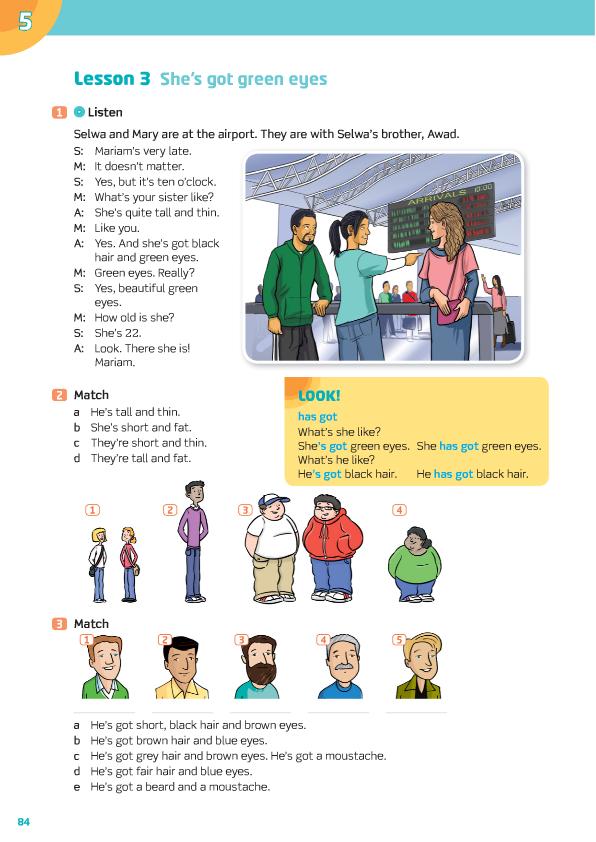 5
Lesson 3 She's got green eyes
1 Listen
Selwa and Mary are at the airport. They are with Selwa's brother, Awad.
S: Mariam's very late.
M: It doesn't matter.
S: Yes, but it's ten o'clock.
M: What's your sister like?
A: She's quite tall and thin.
M: Like you.
A: Yes. And she's got black
hair and green eyes.
M: Green eyes. Really?
S: Yes, beautiful green
eyes.
M: How old is she?
S: She's 22.
A: Look. There she is!
Mariam.
ARRIVALS 10:00
2 Match
a He's tall and thin.
b She's short and fat.
c They're short and thin.
d They're tall and fat.
LOOK!
has got
What's she like?
She's got green eyes. She has got green eyes.
What's he like?
He's got black hair. He has got black hair.
1 2 3 4
3 Match
1 2 3 4 5
a He's got short, black hair and brown eyes.
b He's got brown hair and blue eyes.
c He's got grey hair and brown eyes. He's got a moustache.
d He's got fair hair and blue eyes.
e He's got a beard and a moustache.
84